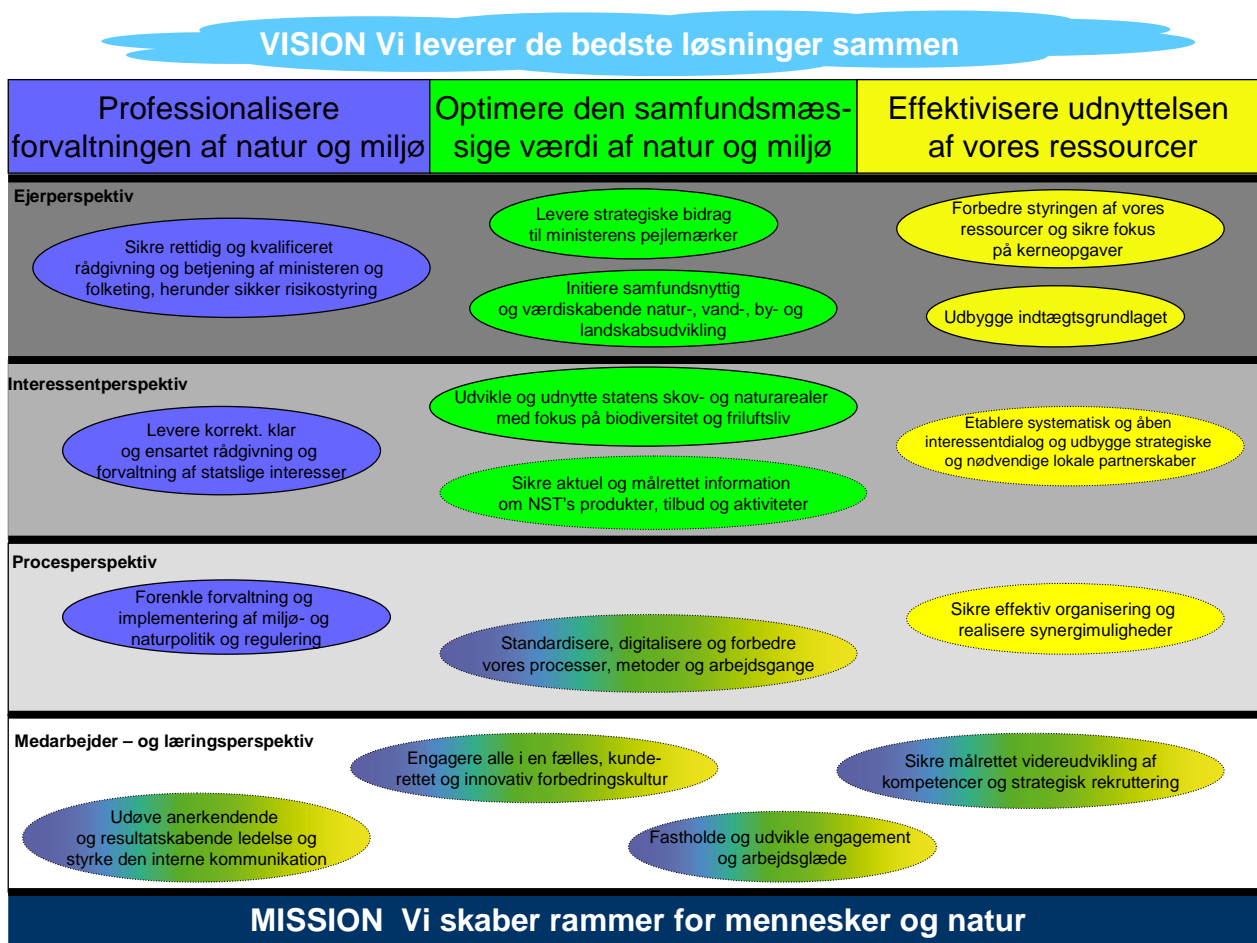 VISION Vi leverer de bedste løsninger sammen
Professionalisere
forvaltningen af natur og miljø
Optimere den samfundsmæs-
sige værdi af natur og miljø
Effektivisere udnyttelsen
af vores ressourcer
Ejerperspektiv
Sikre rettidig og kvalificeret
rådgivning og betjening af ministeren og
folketing, herunder sikker risikostyring
Levere strategiske bidrag
til ministerens pejlemærker
Initiere samfundsnyttig
og værdiskabende natur-, vand-, by- og
landskabsudvikling
Forbedre styringen af vores
ressourcer og sikre fokus
på kerneopgaver
Udbygge indtægtsgrundlaget
Interessentperspektiv
Levere korrekt. klar
og ensartet rådgivning og
forvaltning af statslige interesser
Udvikle og udnytte statens skov- og naturarealer
med fokus på biodiversitet og friluftsliv
Sikre aktuel og målrettet information
om NST's produkter, tilbud og aktiviteter
Etablere systematisk og åben
interessentdialog og udbygge strategiske
og nødvendige lokale partnerskaber
Procesperspektiv
Forenkle forvaltning og
implementering af miljø- og
naturpolitik og regulering
Standardisere, digitalisere og forbedre
vores processer, metoder og arbejdsgange
Sikre effektiv organisering og
realisere synergimuligheder
Medarbejder – og læringsperspektiv
Engagere alle i en fælles, kunde-
rettet og innovativ forbedringskultur
Sikre målrettet videreudvikling af
kompetencer og strategisk rekruttering
Udøve anerkendende
og resultatskabende ledelse og
styrke den interne kommunikation
Fastholde og udvikle engagement
og arbejdsglæde
MISSION Vi skaber rammer for mennesker og natur